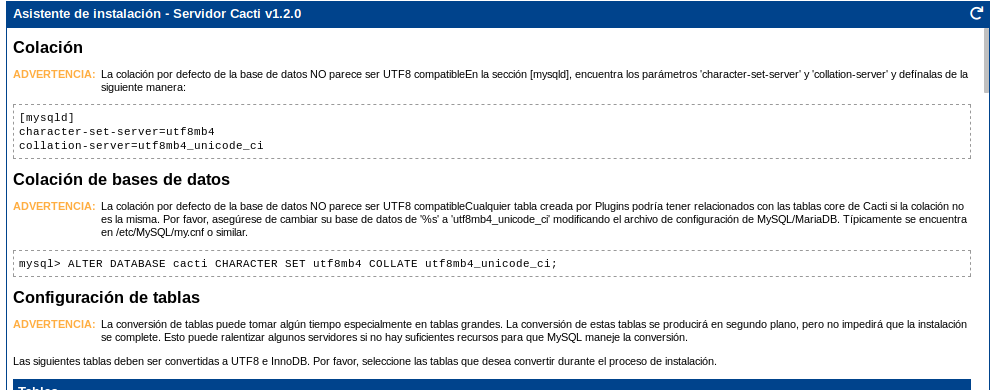 Asistente de instalación - Servidor Cacti v1.2.0
Colación
ADVERTENCIA: La colación por defecto de la base de datos NO parece ser UTF8 compatibleEn la sección [mysqld], encuentra los parámetros 'character-set-server' y 'collation-server' y defínalas de la
siguiente manera:
[mysqld]
character-set-server=utf8mb4
collation-server=utf8mb4_unicode_ci
Colación de bases de datos
ADVERTENCIA: La colación por defecto de la base de datos NO parece ser UTF8 compatibleCualquier tabla creada por Plugins podría tener relacionados con las tablas core de Cacti si la colación no
es la misma. Por favor, asegúrese de cambiar su base de datos de '%s' a 'utf8mb4_unicode_ci' modificando el archivo de configuración de MySQL/MariaDB. Típicamente se encuentra
en /etc/MySQL/my.cnf o similar.
mysql> ALTER DATABASE cacti CHARACTER SET utf8mb4 COLLATE utf8mb4_unicode_ci;
Configuración de tablas
ADVERTENCIA: La conversión de tablas puede tomar algún tiempo especialmente en tablas grandes. La conversión de estas tablas se producirá en segundo plano, pero no impedirá que la instalación
se complete. Esto puede ralentizar algunos servidores si no hay suficientes recursos para que MySQL maneje la conversión.
Las siguientes tablas deben ser convertidas a UTF8 e InnoDB. Por favor, seleccione las tablas que desea convertir durante el proceso de instalación.
Tablas